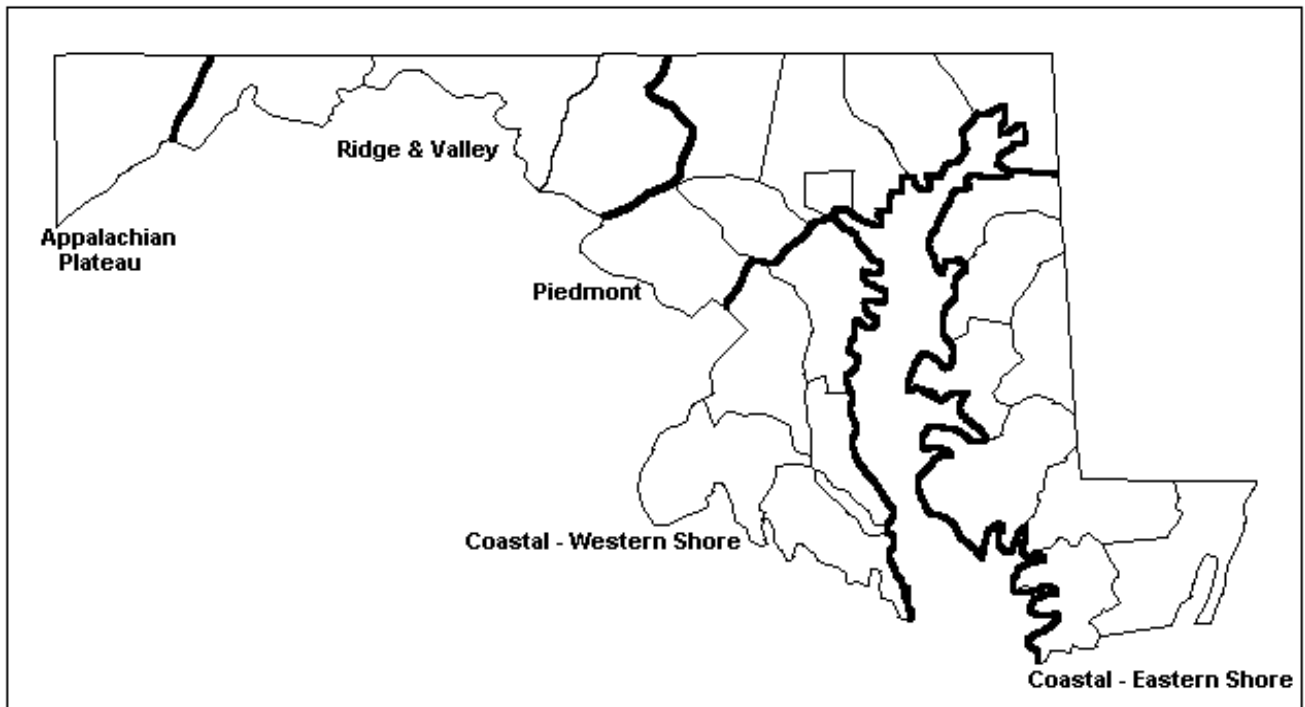 Ridge & Valley
Appalachian
Plateau
Piedmont
Coastal - Western Shore
Coastal - Eastern Shore